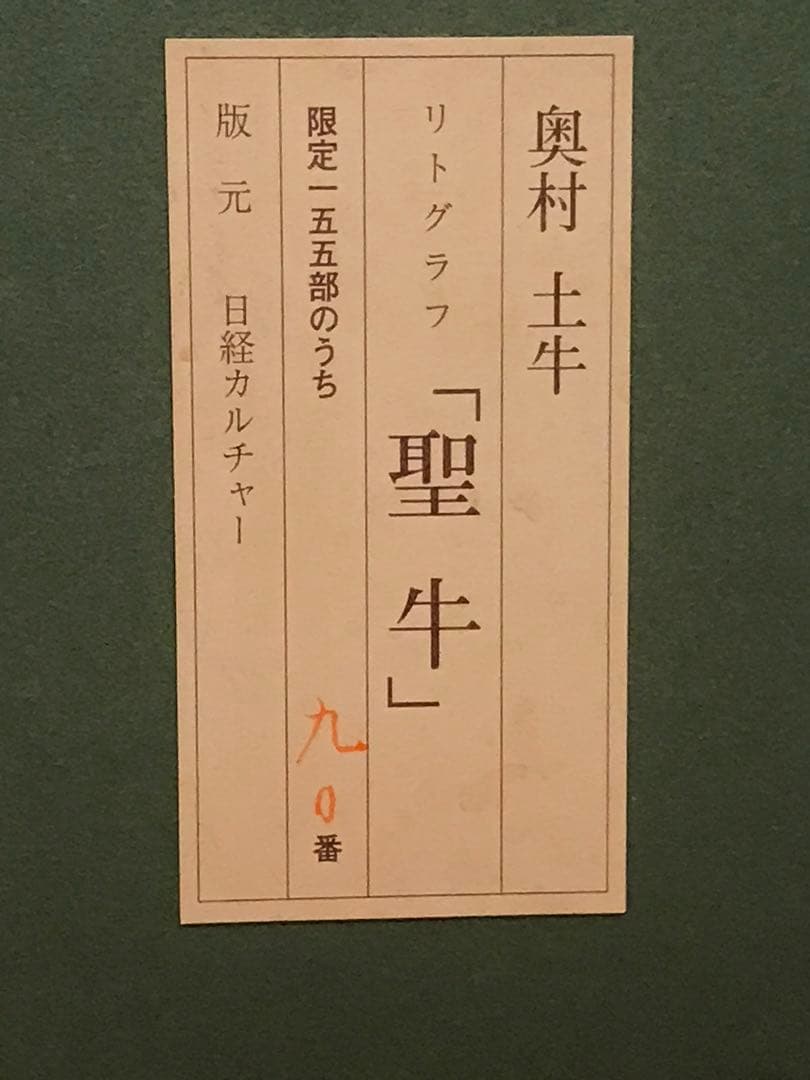 奥村 土牛
リトグラフ 「聖牛」
限定一五五部のうち 九0番
版元 日経カルチャー